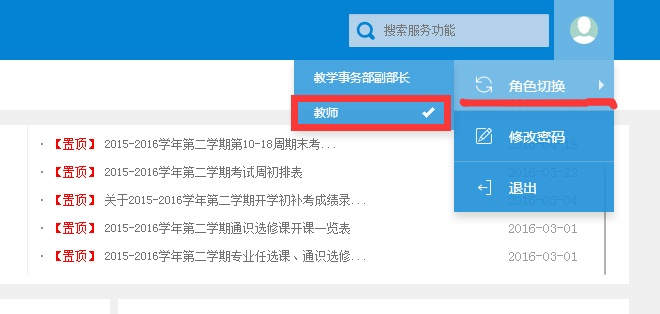 搜索服务功能
教学事务部副部长
角色切换
教师
修改密码
退出
·【置顶】2015-2016学年第二学期第10-18周期末考...
·【置顶】2015-2016学年第二学期考试周初排表
·【置顶】关于2015-2016学年第二学期开学初补考成绩录...
·【置顶】2015-2016学年第二学期通识选修课开课一览表 2016-03-01
·【置顶】2015-2016学年第二学期专业任选课、通识选修... 2016-03-01